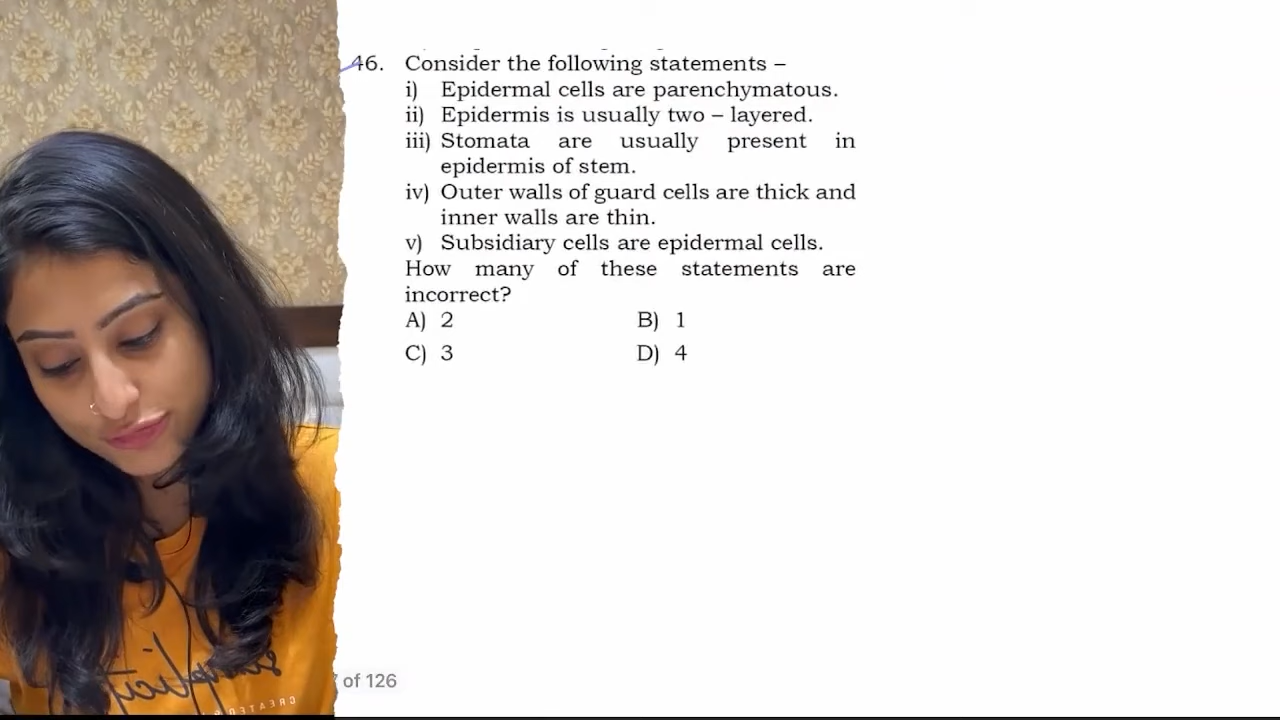 46. Consider the following statements –
i) Epidermal cells are parenchymatous.
ii) Epidermis is usually two – layered.
iii) Stomata are usually present in
epidermis of stem.
iv) Outer walls of guard cells are thick and
inner walls are thin.
v) Subsidiary cells are epidermal cells.
How many of these statements are
incorrect?
A) 2 B) 1
C) 3 D) 4
of 126